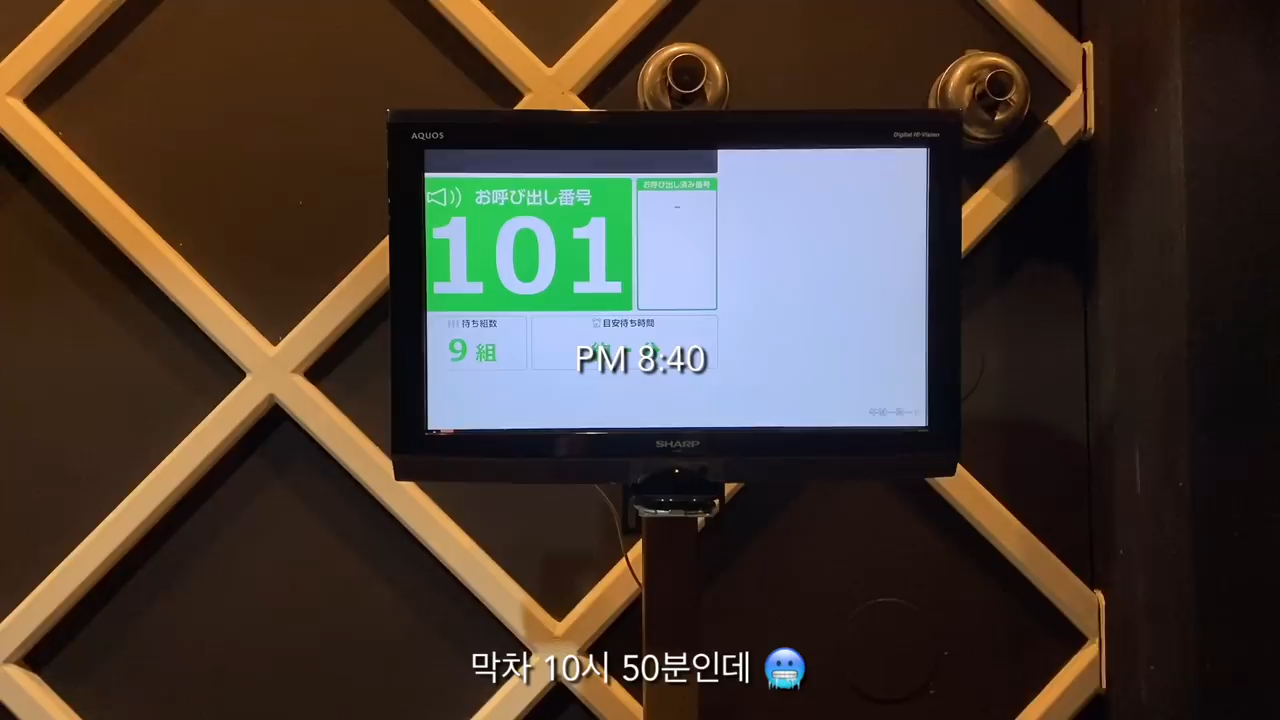 AQUOS
Digital Hi-Vision
お呼び出し番号
101
お呼び出し済み番号
-
待ち組数
9 組
目安待ち時間
PM 8:40
SHARP
막차 10시 50분인데 🥶